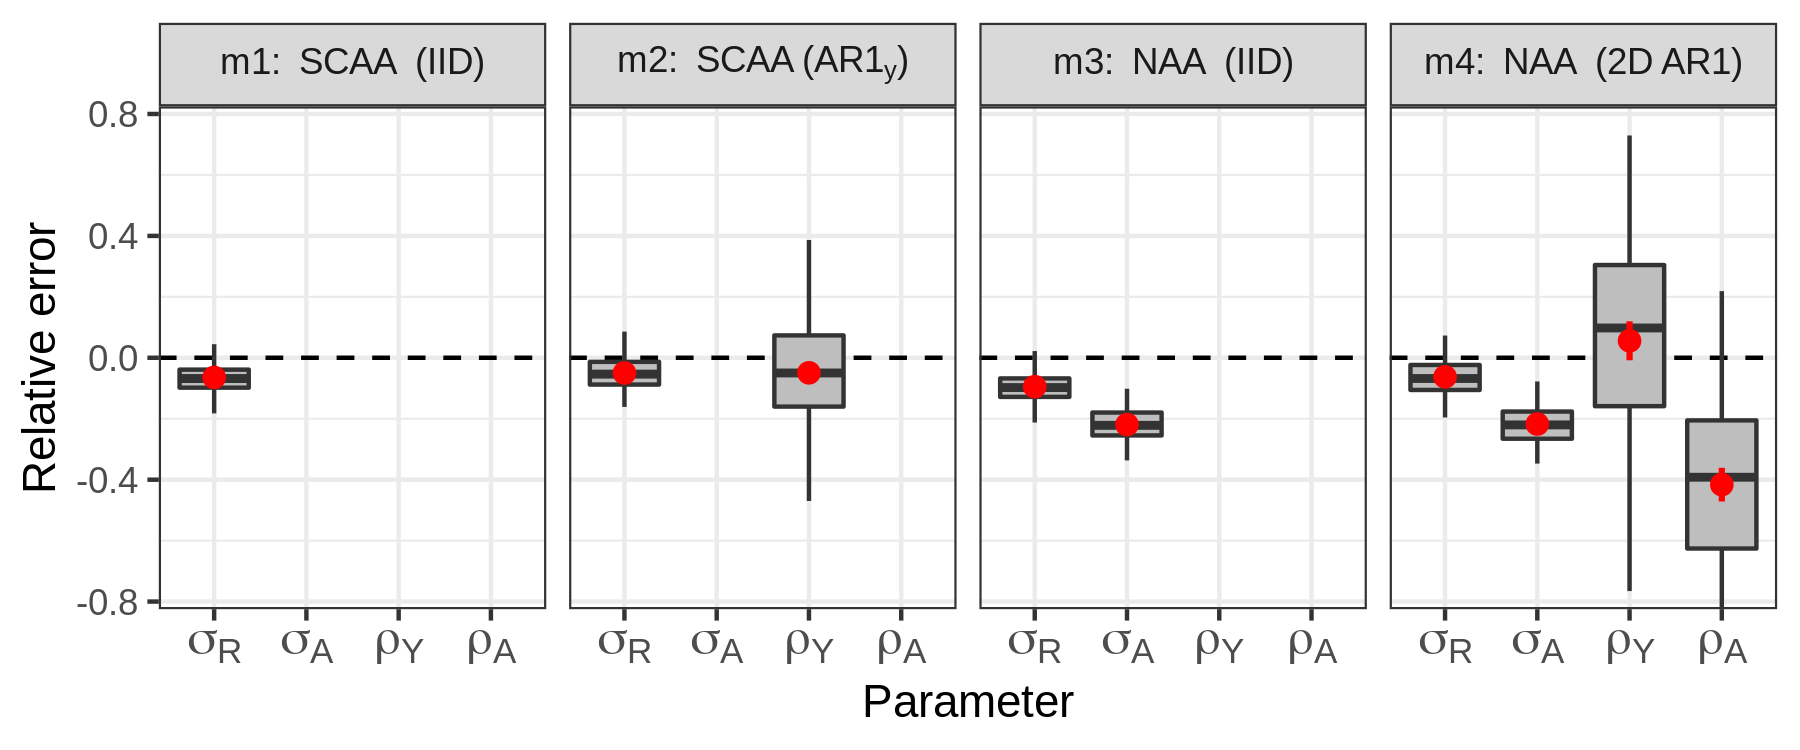 m1: SCAA (IID)
m2: SCAA (AR1y)
m3: NAA (IID)
m4: NAA (2D AR1)
Relative error
0.8
0.4
0.0
-0.4
-0.8
σR σA ρY ρA
σR σA ρY ρA
σR σA ρY ρA
σR σA ρY ρA
Parameter